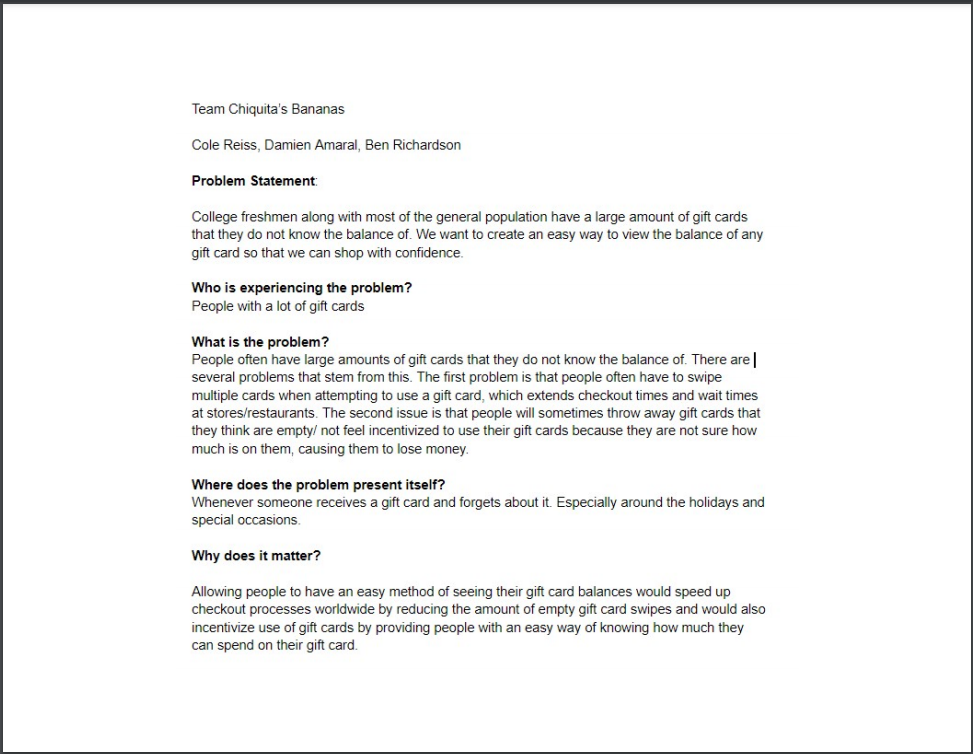 Team Chiquita's Bananas
Cole Reiss, Damien Amaral, Ben Richardson
Problem Statement:
College freshmen along with most of the general population have a large amount of gift cards
that they do not know the balance of. We want to create an easy way to view the balance of any
gift card so that we can shop with confidence.
Who is experiencing the problem?
People with a lot of gift cards
What is the problem?
People often have large amounts of gift cards that they do not know the balance of. There are
several problems that stem from this. The first problem is that people often have to swipe
multiple cards when attempting to use a gift card, which extends checkout times and wait times
at stores/restaurants. The second issue is that people will sometimes throw away gift cards that
they think are empty/ not feel incentivized to use their gift cards because they are not sure how
much is on them, causing them to lose money.
Where does the problem present itself?
Whenever someone receives a gift card and forgets about it. Especially around the holidays and
special occasions.
Why does it matter?
Allowing people to have an easy method of seeing their gift card balances would speed up
checkout processes worldwide by reducing the amount of empty gift card swipes and would also
incentivize use of gift cards by providing people with an easy way of knowing how much they
can spend on their gift card.